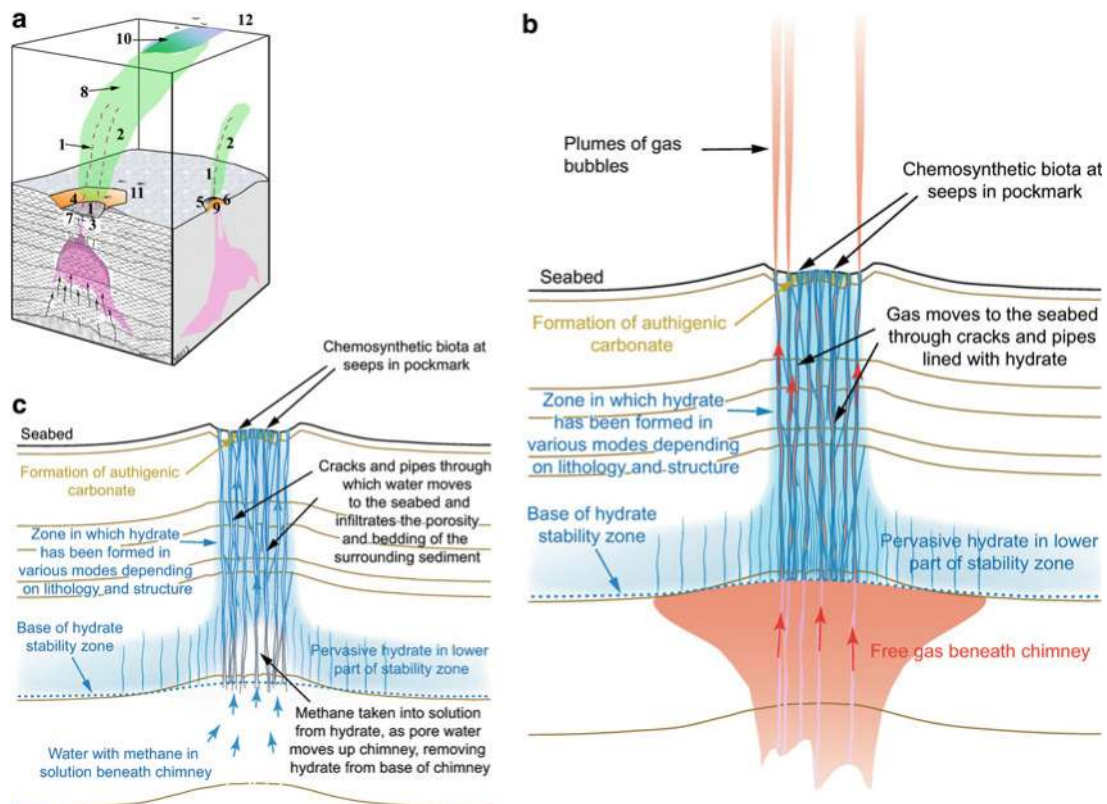 a
12
10
8
1
2
2
1
4
11
1
7
3
5
6
9
b
Plumes of gas
bubbles
Chemosynthetic biota at
seeps in pockmark
Seabed
Formation of authigenic
carbonate
Gas moves to the seabed
through cracks and pipes
lined with hydrate
Zone in which hydrate
has been formed in
various modes depending
on lithology and structure
Base of hydrate
stability zone
Pervasive hydrate in lower
part of stability zone
Free gas beneath chimney
c
Chemosynthetic biota at
seeps in pockmark
Seabed
Formation of authigenic
carbonate
Cracks and pipes through
which water moves
to the seabed and
infiltrates the porosity
and bedding of the
surrounding sediment
Zone in which hydrate
has been formed in
various modes depending
on lithology and structure
Base of hydrate
stability zone
Pervasive hydrate in lower
part of stability zone
Methane taken into solution
from hydrate, as pore water
moves up chimney, removing
hydrate from base of chimney
Water with methane in
solution beneath chimney